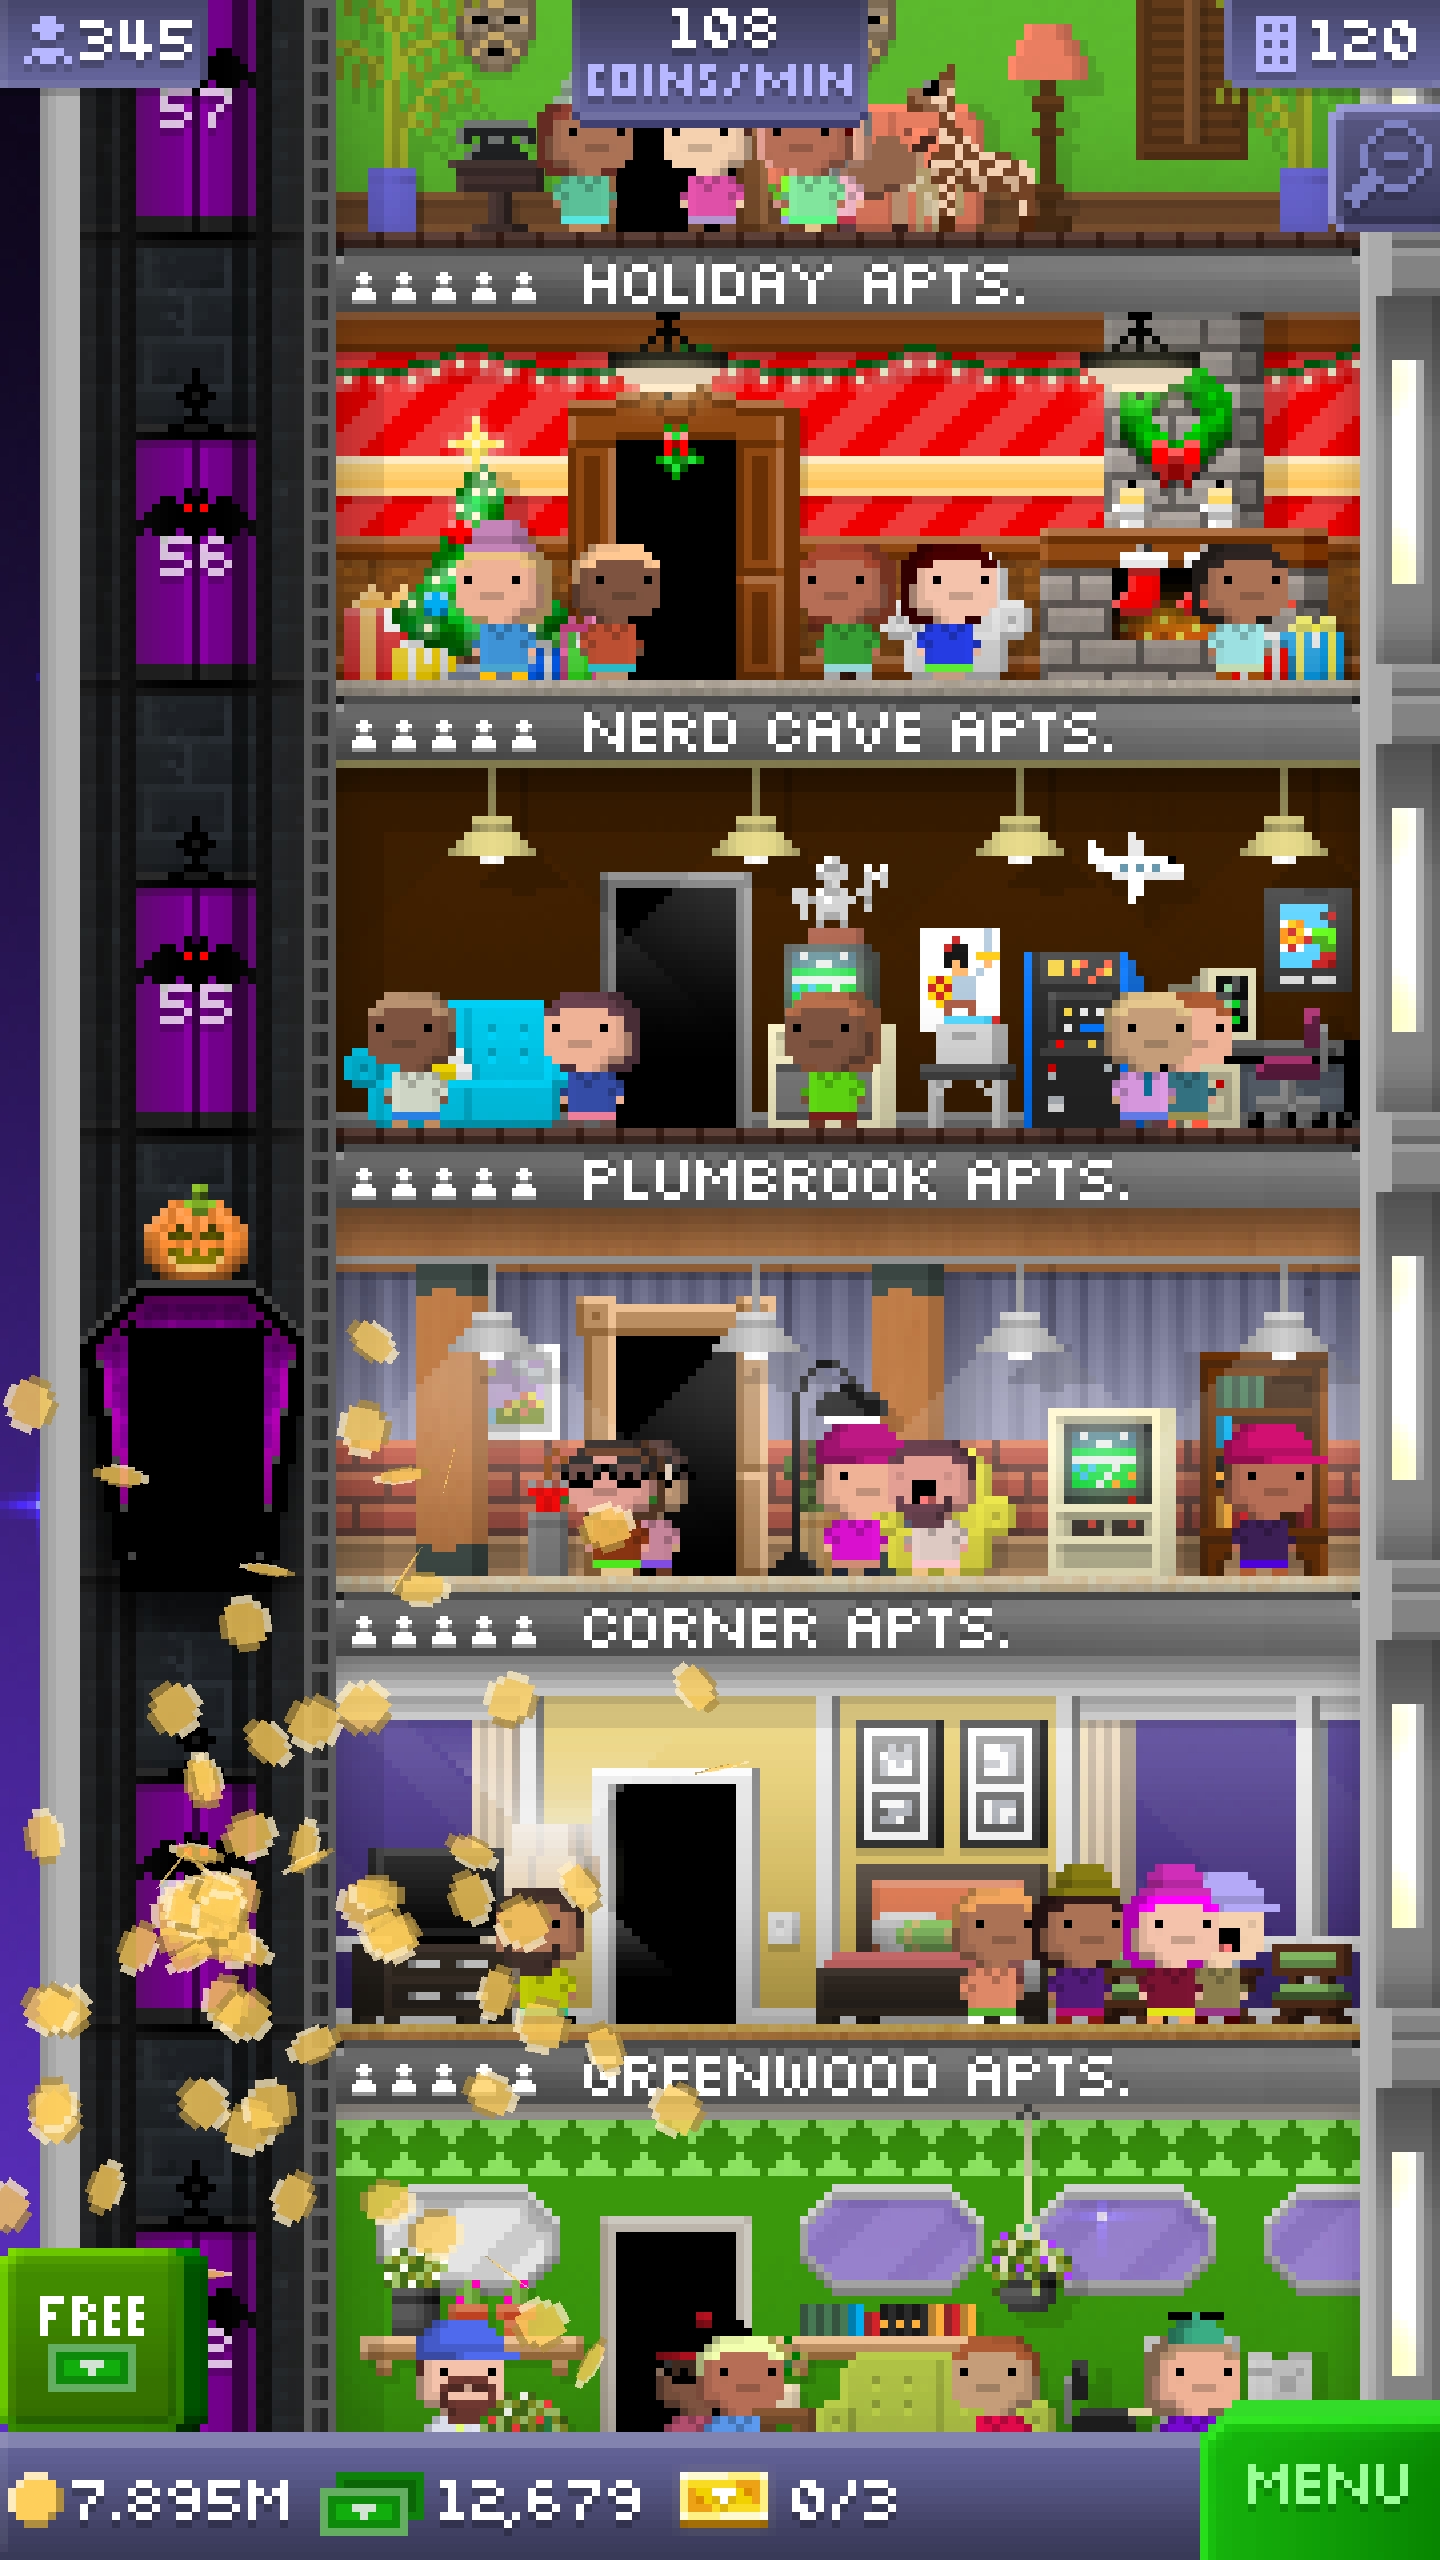 345
108
COINS/MIN
120
57
HOLIDAY APTS.
56
NERD CAVE APTS.
55
PLUMBROOK APTS.
CORNER APTS.
GREENWOOD APTS.
FREE
7.895M
12,679
0/3
MENU